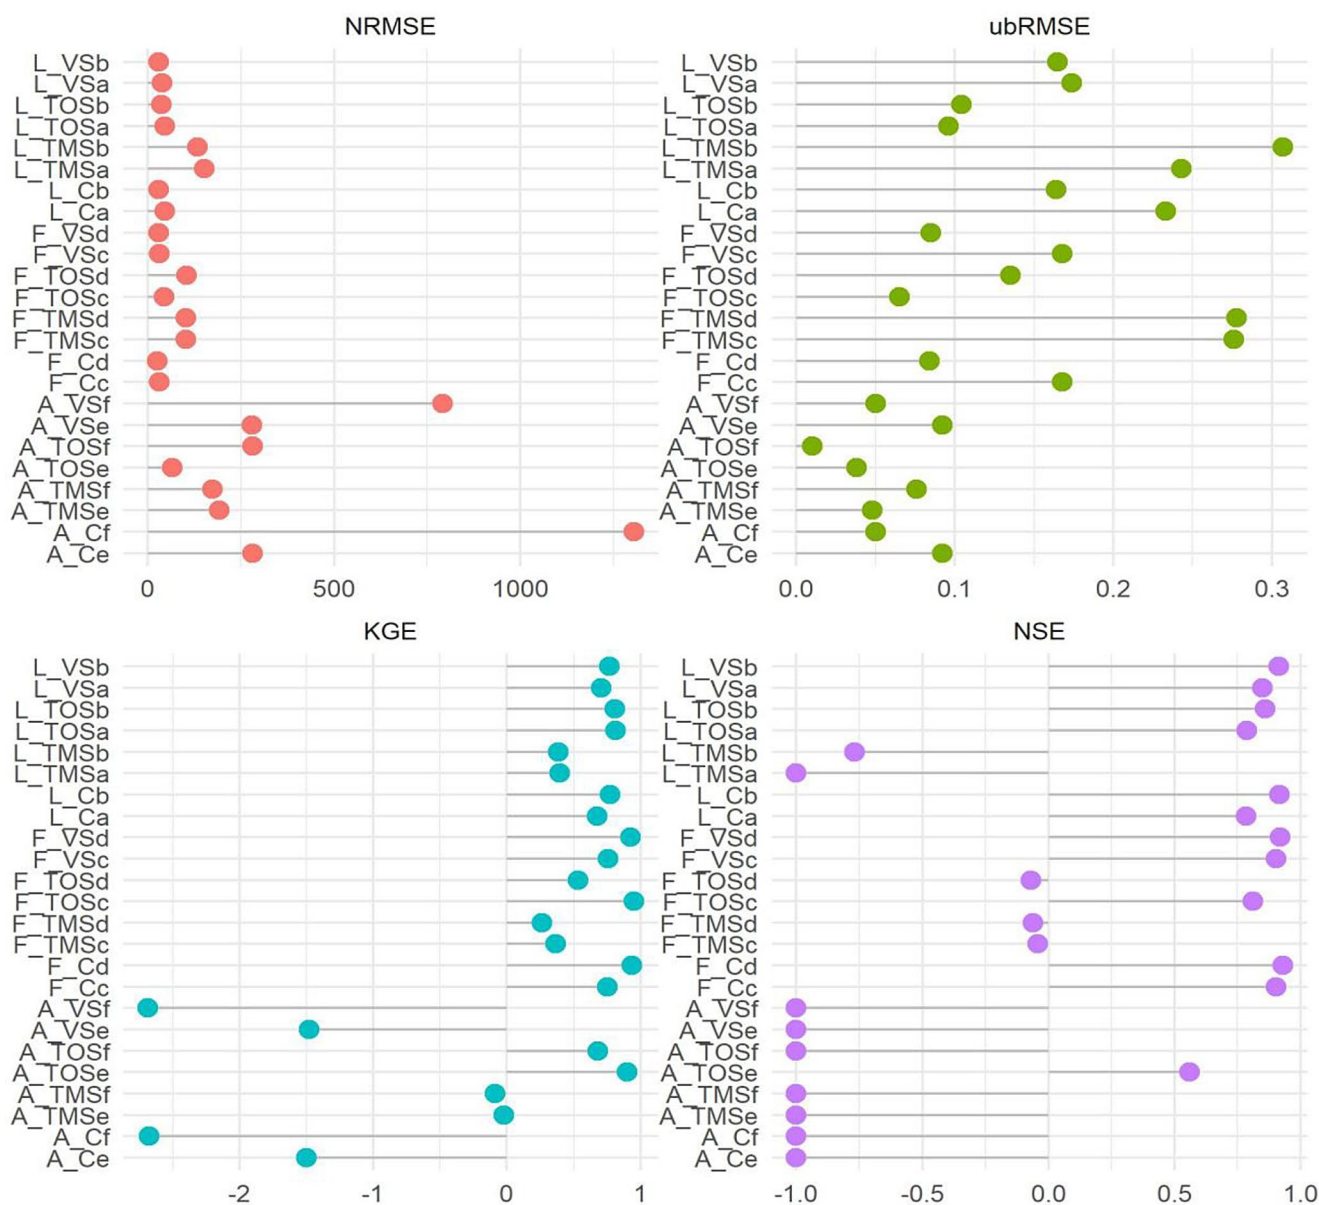 NRMSE
L_VSb
L_VSa
L_TOSb
L_TOSa
L_TMSb
L_TMSa
L_Cb
L_Ca
F_VSd
F_VSc
F_TOSd
F_TOSc
F_TMSd
F_TMSc
F_Cd
F_Cc
A_VSf
A_VSe
A_TOSf
A_TOSe
A_TMSf
A_TMSe
A_Cf
A_Ce
0 500 1000
ubRMSE
L_VSb
L_VSa
L_TOSb
L_TOSa
L_TMSb
L_TMSa
L_Cb
L_Ca
F_VSd
F_VSc
F_TOSd
F_TOSc
F_TMSd
F_TMSc
F_Cd
F_Cc
A_VSf
A_VSe
A_TOSf
A_TOSe
A_TMSf
A_TMSe
A_Cf
A_Ce
0.0 0.1 0.2 0.3
KGE
L_VSb
L_VSa
L_TOSb
L_TOSa
L_TMSb
L_TMSa
L_Cb
L_Ca
F_VSd
F_VSc
F_TOSd
F_TOSc
F_TMSd
F_TMSc
F_Cd
F_Cc
A_VSf
A_VSe
A_TOSf
A_TOSe
A_TMSf
A_TMSe
A_Cf
A_Ce
-2 -1 0 1
NSE
L_VSb
L_VSa
L_TOSb
L_TOSa
L_TMSb
L_TMSa
L_Cb
L_Ca
F_VSd
F_VSc
F_TOSd
F_TOSc
F_TMSd
F_TMSc
F_Cd
F_Cc
A_VSf
A_VSe
A_TOSf
A_TOSe
A_TMSf
A_TMSe
A_Cf
A_Ce
-1.0 -0.5 0.0 0.5 1.0